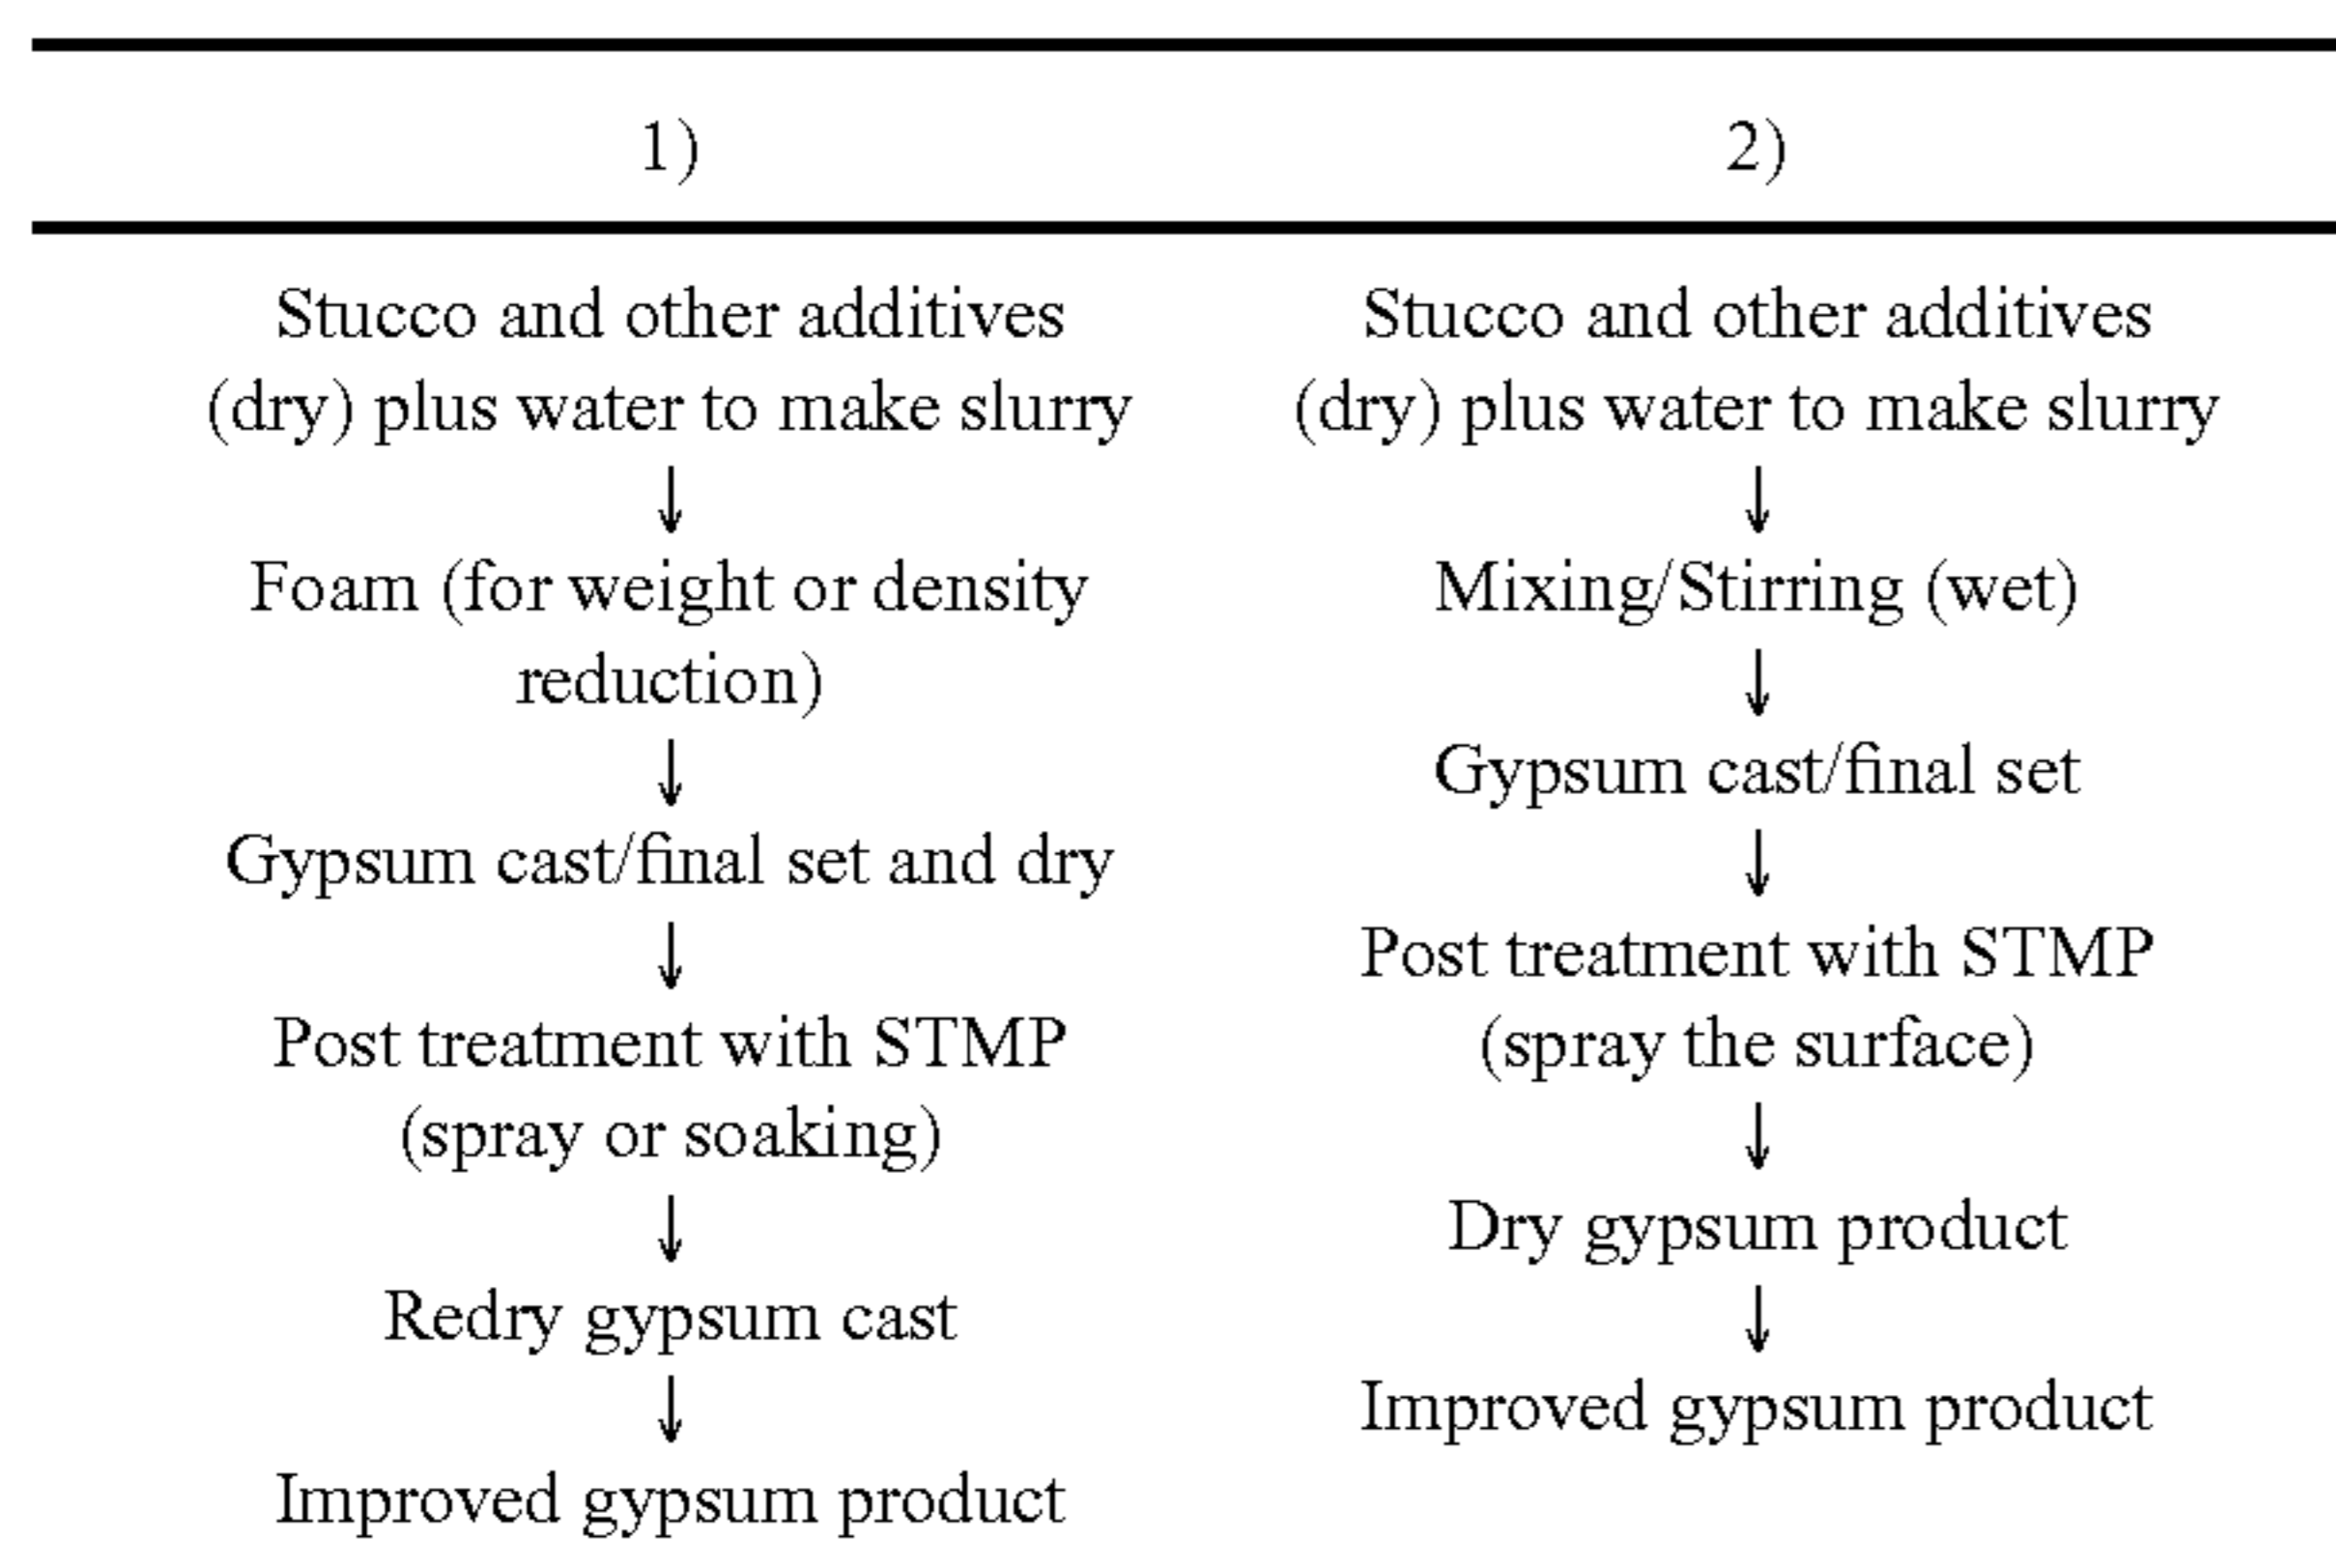 1)
Stucco and other additives
(dry) plus water to make slurry
↓
Foam (for weight or density
reduction)
↓
Gypsum cast/final set and dry
↓
Post treatment with STMP
(spray or soaking)
↓
Redry gypsum cast
↓
Improved gypsum product
2)
Stucco and other additives
(dry) plus water to make slurry
↓
Mixing/Stirring (wet)
↓
Gypsum cast/final set
↓
Post treatment with STMP
(spray the surface)
↓
Dry gypsum product
↓
Improved gypsum product